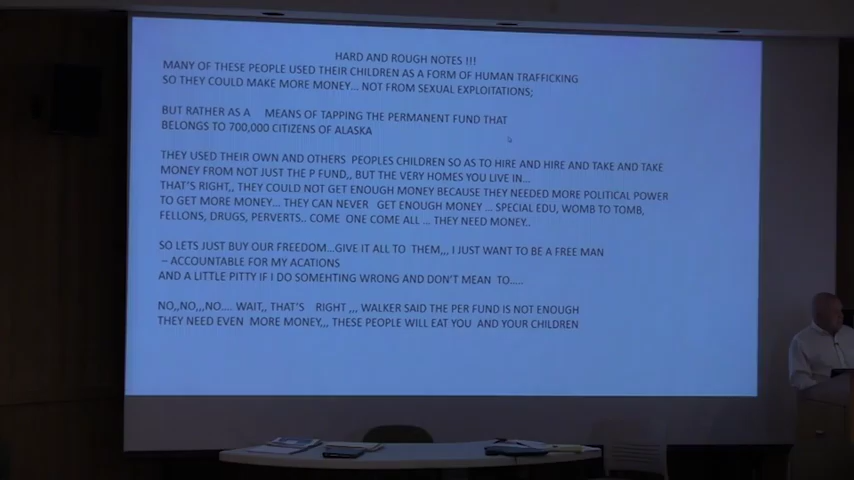 HARD AND ROUGH NOTES !!!
MANY OF THESE PEOPLE USED THEIR CHILDREN AS A FORM OF HUMAN TRAFFICKING
SO THEY COULD MAKE MORE MONEY... NOT FROM SEXUAL EXPLOITATIONS;
BUT RATHER AS A MEANS OF TAPPING THE PERMANENT FUND THAT
BELONGS TO 700,000 CITIZENS OF ALASKA
THEY USED THEIR OWN AND OTHERS PEOPLES CHILDREN SO AS TO HIRE AND HIRE AND TAKE AND TAKE
MONEY FROM NOT JUST THE P FUND,, BUT THE VERY HOMES YOU LIVE IN...
THAT'S RIGHT,, THEY COULD NOT GET ENOUGH MONEY BECAUSE THEY NEEDED MORE POLITICAL POWER
TO GET MORE MONEY... THEY CAN NEVER GET ENOUGH MONEY ... SPECIAL EDU, WOMB TO TOMB,
FELLONS, DRUGS, PERVERTS.. COME ONE COME ALL ... THEY NEED MONEY..
SO LETS JUST BUY OUR FREEDOM...GIVE IT ALL TO THEM,,, I JUST WANT TO BE A FREE MAN
– ACCOUNTABLE FOR MY ACATIONS
AND A LITTLE PITTY IF I DO SOMEHTING WRONG AND DON'T MEAN TO.....
NO,,NO,,,NO.... WAIT,, THAT'S RIGHT ,,, WALKER SAID THE PER FUND IS NOT ENOUGH
THEY NEED EVEN MORE MONEY,,, THESE PEOPLE WILL EAT YOU AND YOUR CHILDREN